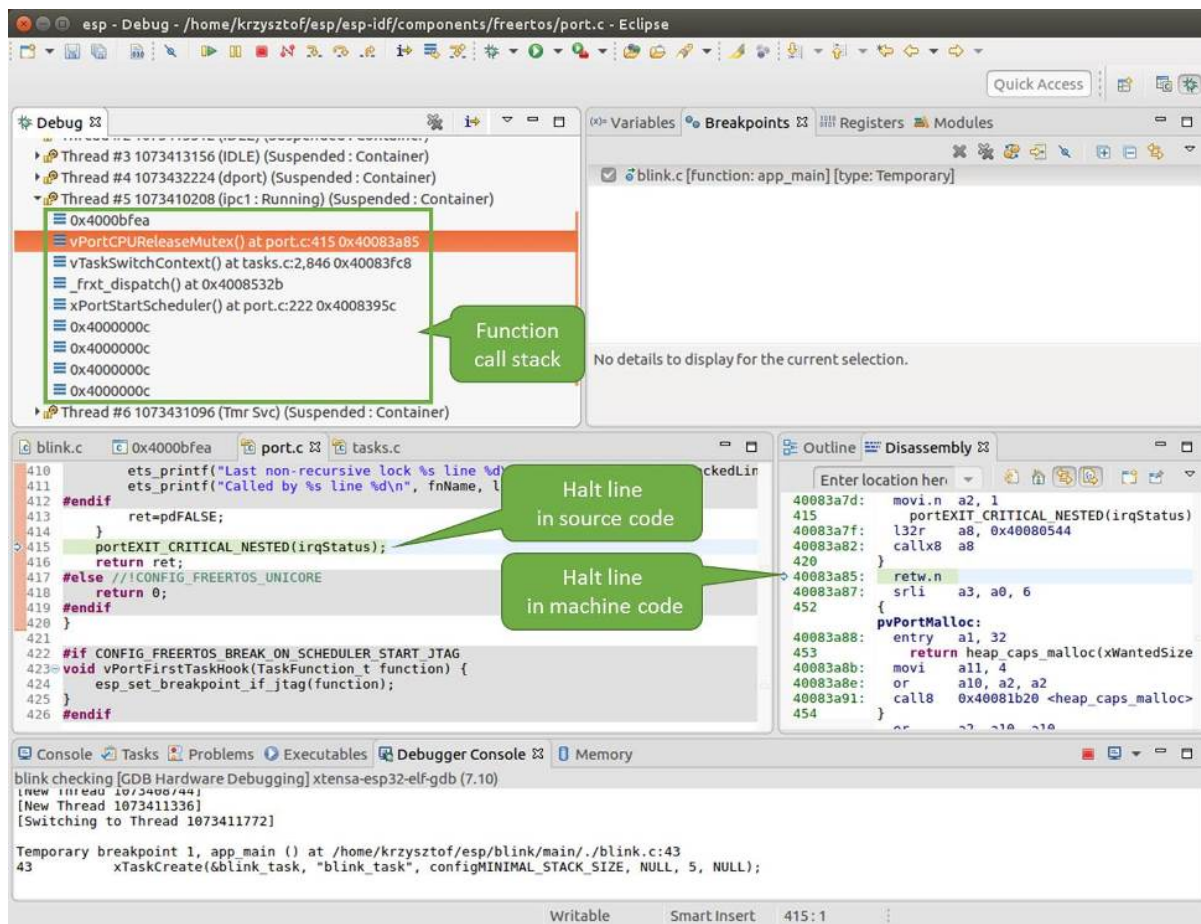 esp - Debug - /home/krzysztof/esp/esp-idf/components/freertos/port.c - Eclipse
Quick Access
Debug
Thread #3 1073413156 (IDLE) (Suspended : Container)
Thread #4 1073432224 (dport) (Suspended : Container)
Thread #5 1073410208 (ipc1 : Running) (Suspended : Container)
0x4000bfea
vPortCPUReleaseMutex() at port.c:415 0x40083a85
vTaskSwitchContext() at tasks.c:2,846 0x40083fc8
_frxt_dispatch() at 0x4008532b
xPortStartScheduler() at port.c:222 0x4008395c
0x4000000c
0x4000000c
0x4000000c
0x4000000c
Thread #6 1073431096 (Tmr Svc) (Suspended : Container)
Function
call stack
(x)= Variables Breakpoints Registers Modules
blink.c [function: app_main] [type: Temporary]
No details to display for the current selection.
blink.c 0x4000bfea port.c tasks.c
410 ets_printf("Last non-recursive lock %s line %d
411 ets_printf("Called by %s line %d\n", fnName, l
412 #endif
413 ret=pdFALSE;
414 }
415 portEXIT_CRITICAL_NESTED(irqStatus);
416 return ret;
417 #else //!CONFIG_FREERTOS_UNICORE
418 return 0;
419 #endif
420 }
421
422 #if CONFIG_FREERTOS_BREAK_ON_SCHEDULER_START_JTAG
423 void vPortFirstTaskHook(TaskFunction_t function) {
424 esp_set_breakpoint_if_jtag(function);
425 }
426 #endif
Halt line
in source code
Halt line
in machine code
Outline Disassembly
Enter location her
40083a7d: movi.n a2, 1
415 portEXIT_CRITICAL_NESTED(irqStatus)
40083a7f: l32r a8, 0x40080544
40083a82: callx8 a8
420 }
40083a85: retw.n
40083a87: srli a3, a0, 6
452 {
pvPortMalloc:
40083a88: entry a1, 32
453 return heap_caps_malloc(xWantedSize
40083a8b: movi a11, 4
40083a8e: or a10, a2, a2
40083a91: call8 0x40081b20 <heap_caps_malloc>
454 }
Console Tasks Problems Executables Debugger Console Memory
blink checking [GDB Hardware Debugging] xtensa-esp32-elf-gdb (7.10)
[New Thread 1073408744]
[New Thread 1073411336]
[Switching to Thread 1073411772]
Temporary breakpoint 1, app_main () at /home/krzysztof/esp/blink/main/./blink.c:43
43 xTaskCreate(&blink_task, "blink_task", configMINIMAL_STACK_SIZE, NULL, 5, NULL);
Writable Smart Insert 415 : 1